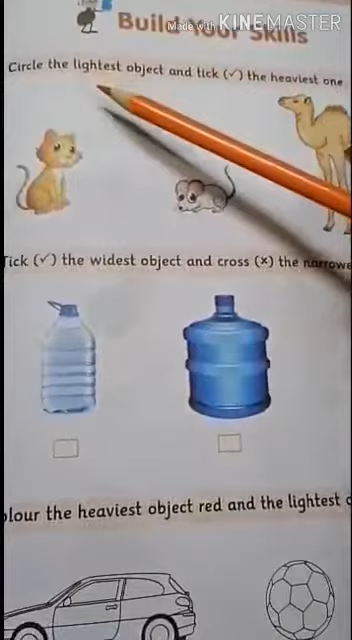 Build Your Skills
Made with KINEMASTER
Circle the lightest object and tick (✓) the heaviest one
Tick (✓) the widest object and cross (×) the narrowe
olour the heaviest object red and the lightest o